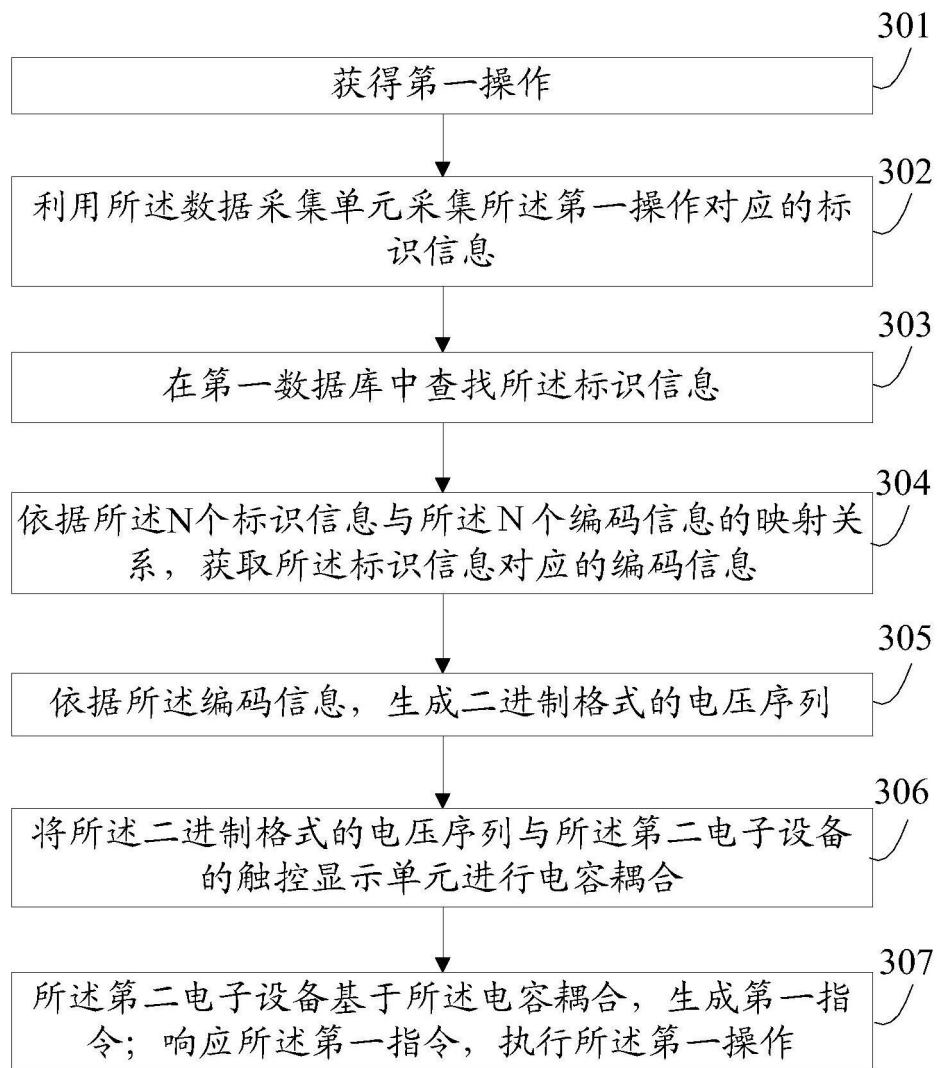 301
获得第一操作
302
利用所述数据采集单元采集所述第一操作对应的标
识信息
303
在第一数据库中查找所述标识信息
304
依据所述N个标识信息与所述N个编码信息的映射关
系，获取所述标识信息对应的编码信息
305
依据所述编码信息，生成二进制格式的电压序列
306
将所述二进制格式的电压序列与所述第二电子设备
的触控显示单元进行电容耦合
307
所述第二电子设备基于所述电容耦合，生成第一指
令；响应所述第一指令，执行所述第一操作